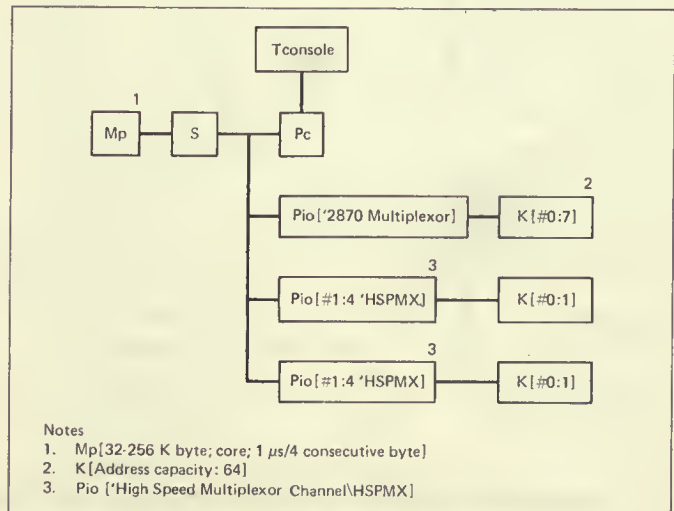 Tconsole
1
Mp
S
Pc
2
Pio['2870 Multiplexor]
K[#0:7]
3
Pio[#1:4 'HSPMX]
K[#0:1]
3
Pio[#1:4 'HSPMX]
K[#0:1]
Notes
1. Mp[32-256 K byte; core; 1 μs/4 consecutive byte]
2. K[Address capacity: 64]
3. Pio ['High Speed Multiplexor Channel\HSPMX]